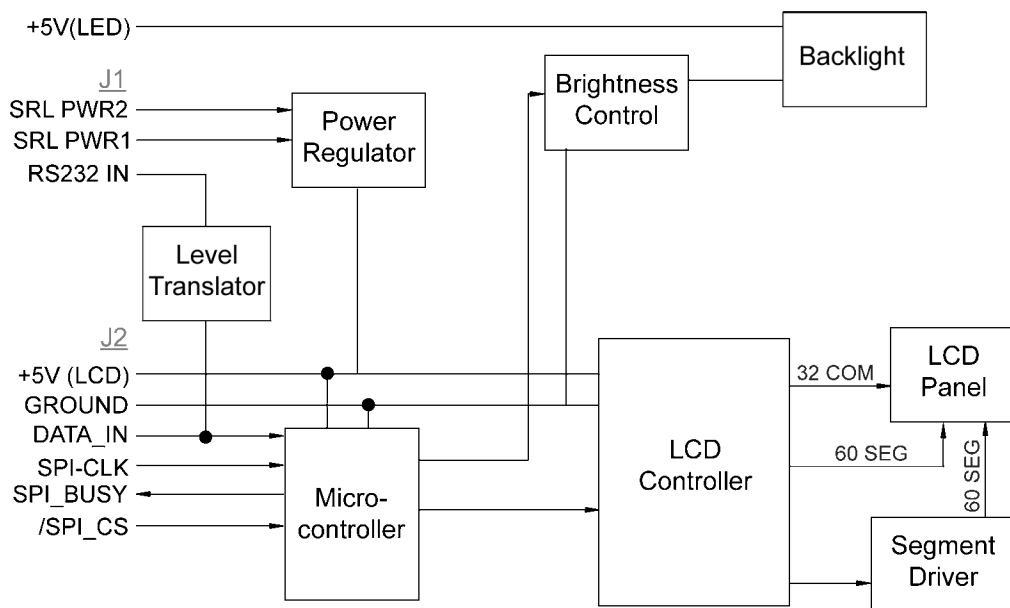 +5V(LED)
Backlight
J1
Brightness
Control
SRL PWR2
SRL PWR1
Power
Regulator
RS232 IN
Level
Translator
J2
+5V (LCD)
GROUND
DATA_IN
SPI-CLK
SPI_BUSY
/SPI_CS
Micro-
controller
LCD
Controller
32 COM
LCD
Panel
60 SEG
60 SEG
Segment
Driver